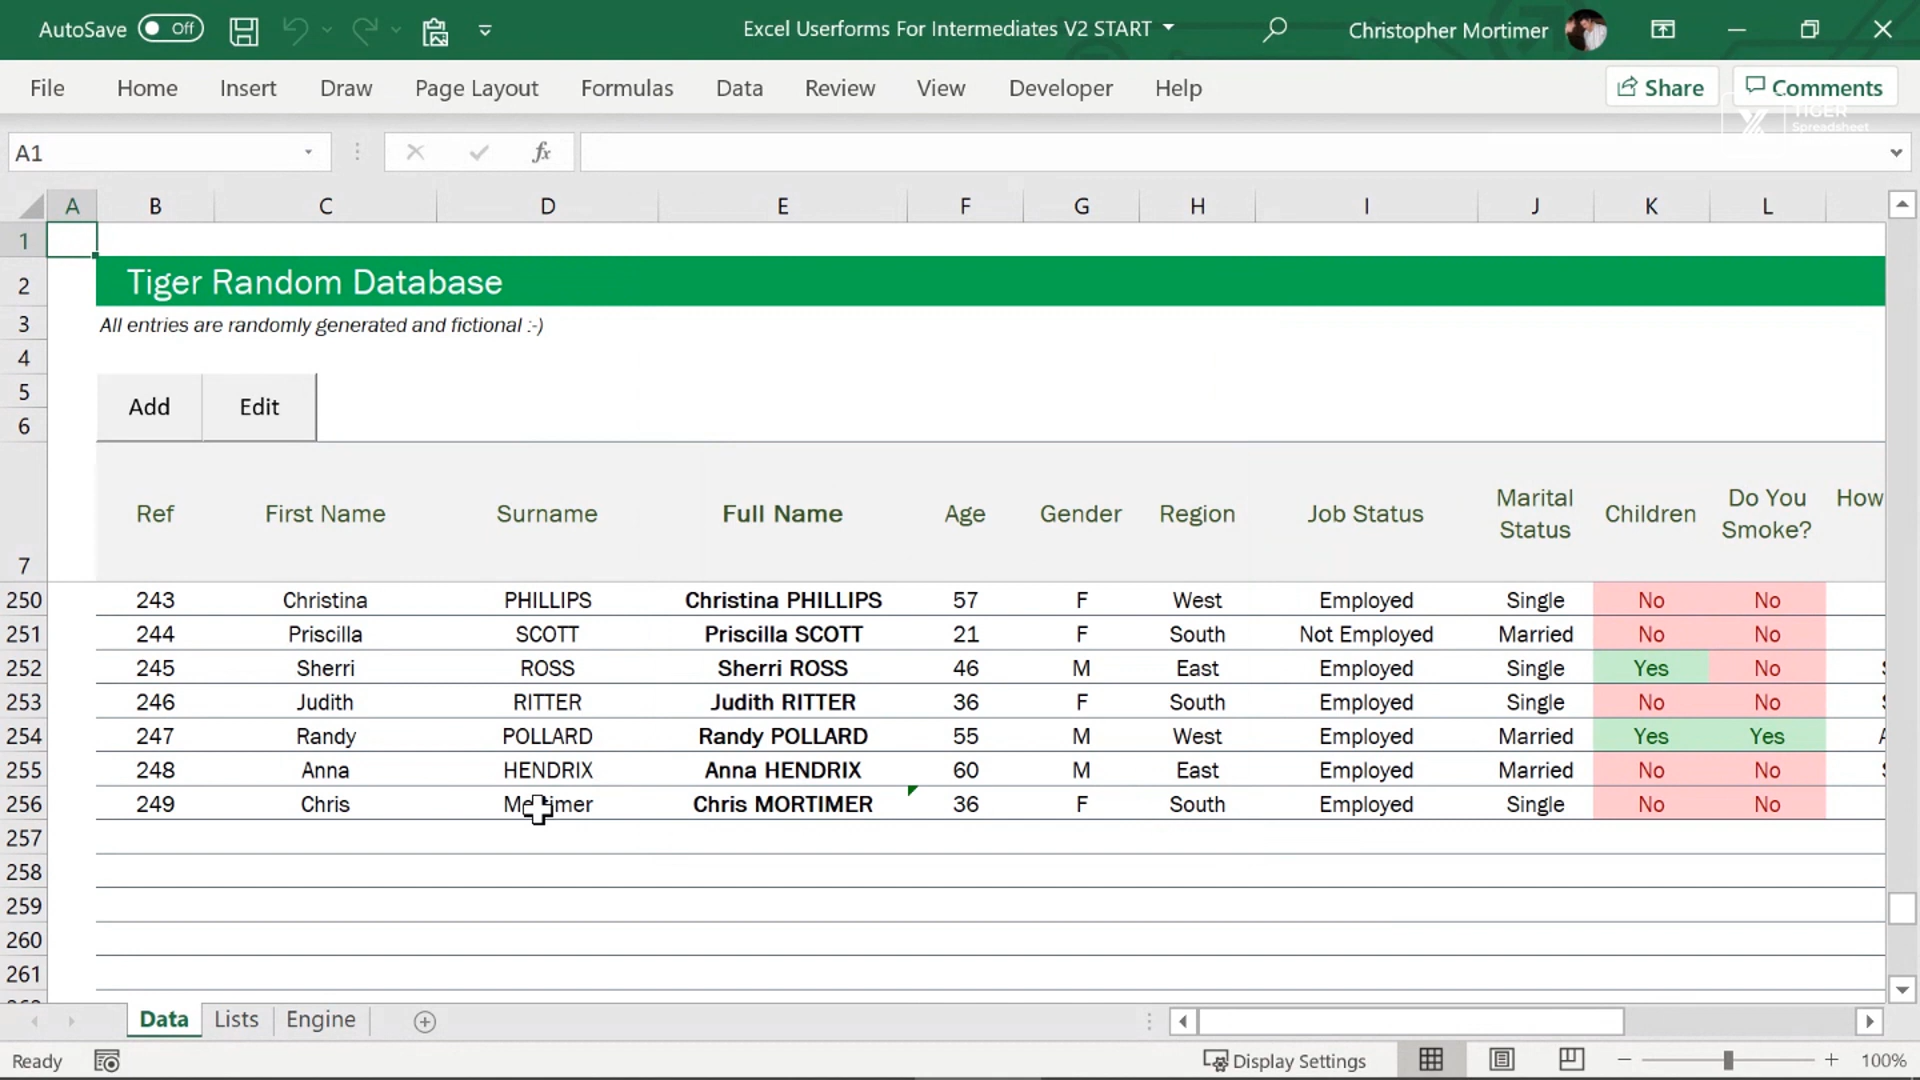 AutoSave Off Excel Userforms For Intermediates V2 START Christopher Mortimer
File Home Insert Draw Page Layout Formulas Data Review View Developer Help Share Comments
TIGER
Spreadsheet
A1 fx
A B C D E F G H I J K L
1
2 Tiger Random Database
3 All entries are randomly generated and fictional :-)
4
5
Add Edit
6
Ref First Name Surname Full Name Age Gender Region Job Status Marital Status Children Do You Smoke? How
7
250 243 Christina PHILLIPS Christina PHILLIPS 57 F West Employed Single No No
251 244 Priscilla SCOTT Priscilla SCOTT 21 F South Not Employed Married No No
252 245 Sherri ROSS Sherri ROSS 46 M East Employed Single Yes No
253 246 Judith RITTER Judith RITTER 36 F South Employed Single No No
254 247 Randy POLLARD Randy POLLARD 55 M West Employed Married Yes Yes
255 248 Anna HENDRIX Anna HENDRIX 60 M East Employed Married No No
256 249 Chris Mortimer Chris MORTIMER 36 F South Employed Single No No
257
258
259
260
261
Data Lists Engine
Ready Display Settings 100%